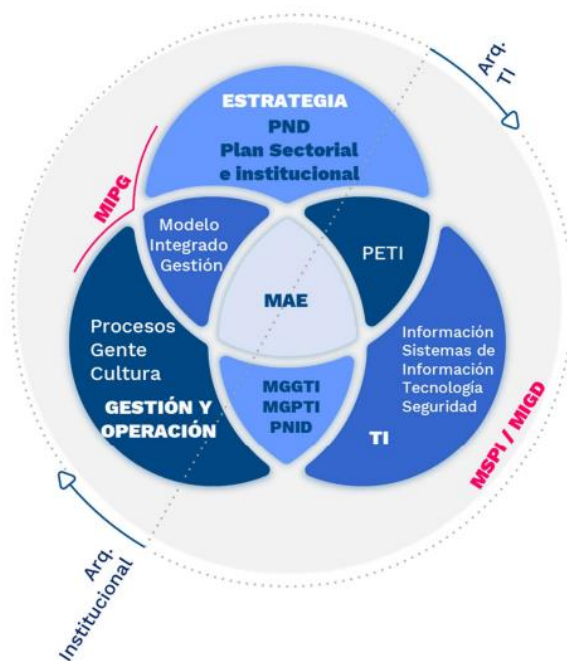 Arq.
TI
ESTRATEGIA
PND
Plan Sectorial
e institucional
MIPG
Modelo
Integrado
Gestión
PETI
MAE
Procesos
Gente
Cultura
GESTIÓN Y
OPERACIÓN
MGGTI
MGPTI
PNID
Información
Sistemas de
Información
Tecnología
Seguridad
TI
MSPi / MIGD
Arq.
Institucional